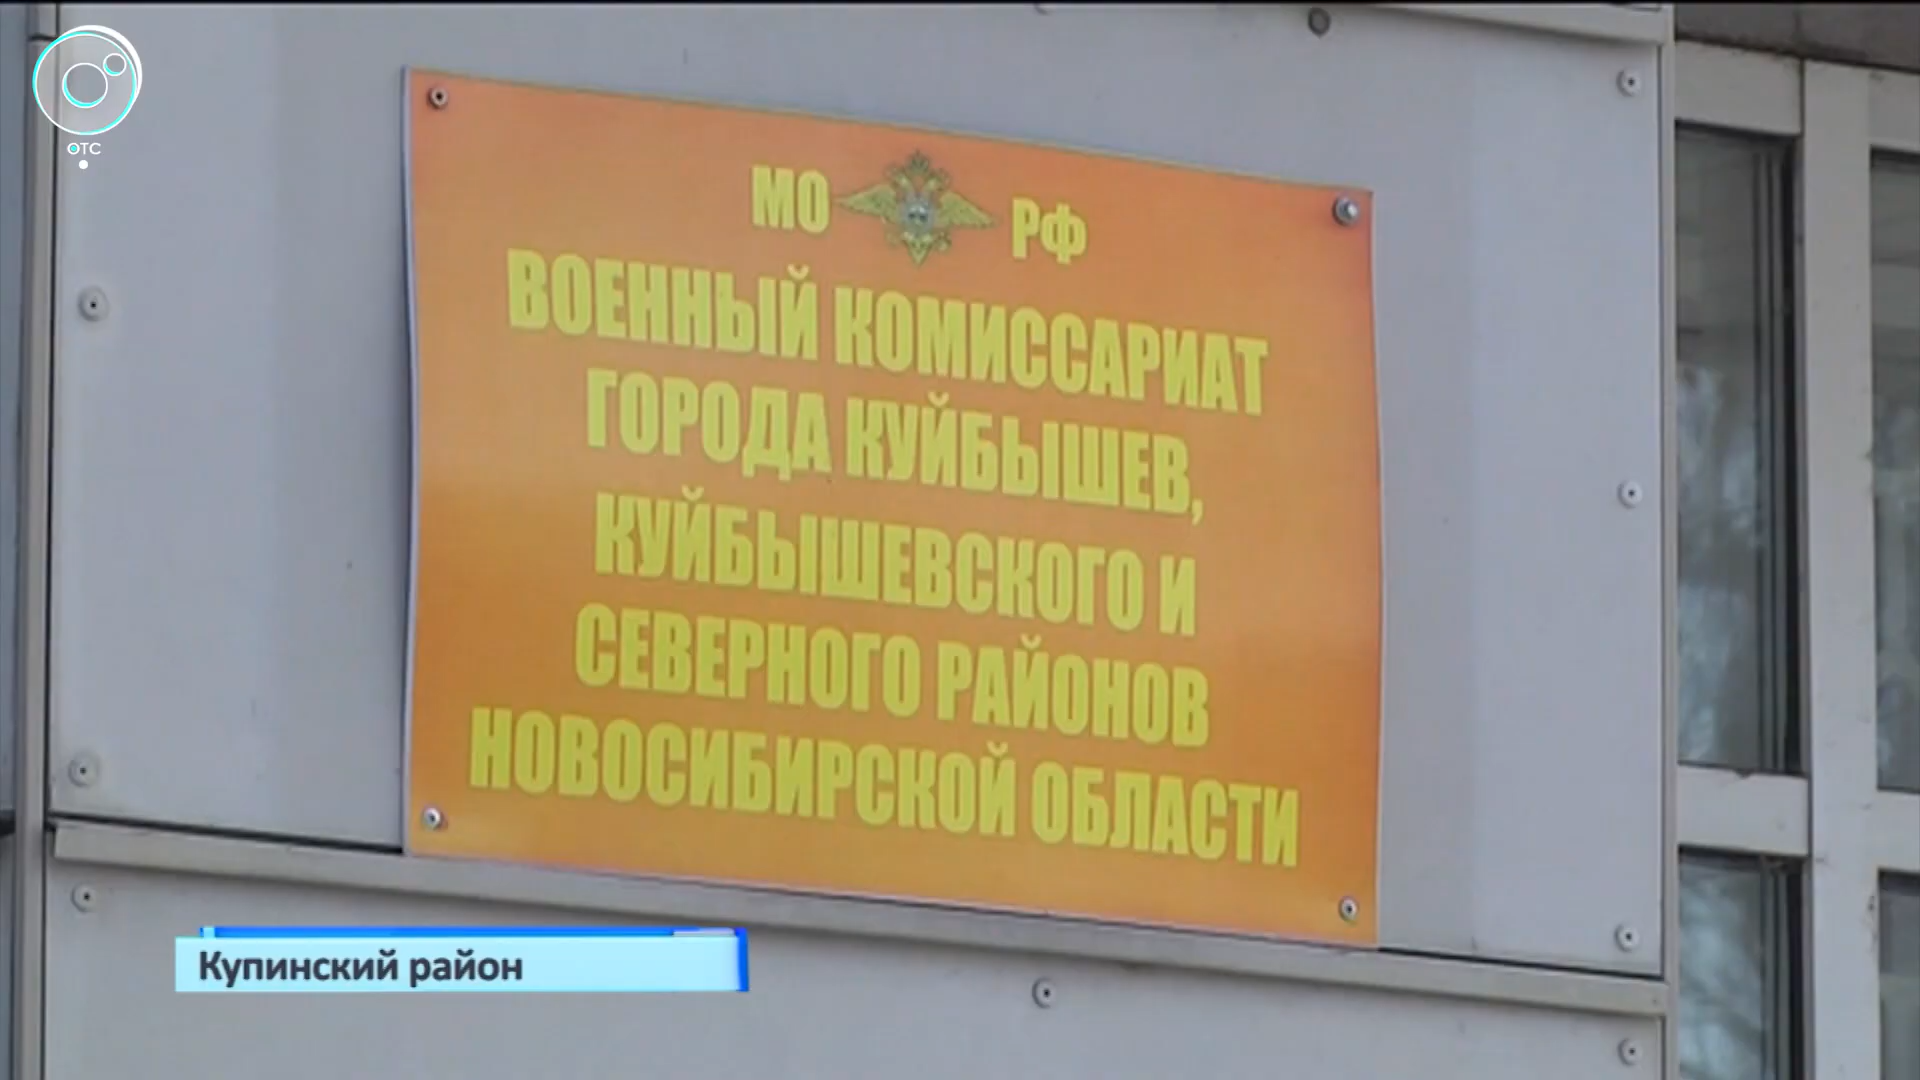 ОТС
МО РФ
ВОЕННЫЙ КОМИССАРИАТ
ГОРОДА КУЙБЫШЕВ,
КУЙБЫШЕВСКОГО И
СЕВЕРНОГО РАЙОНОВ
НОВОСИБИРСКОЙ ОБЛАСТИ
Купинский район